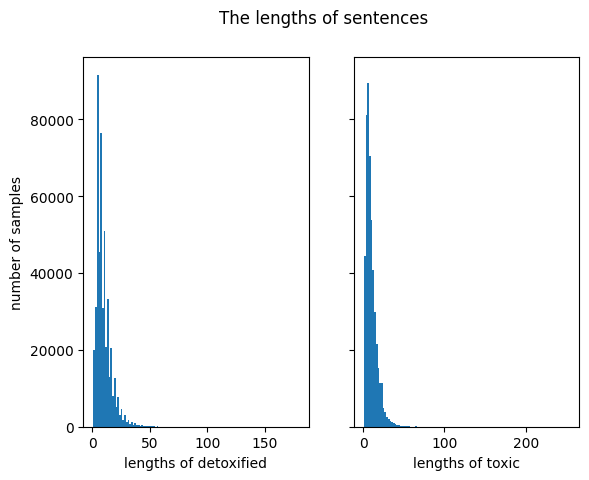 The lengths of sentences
number of samples
80000
60000
40000
20000
0
0 50 100 150
lengths of detoxified
0 100 200
lengths of toxic